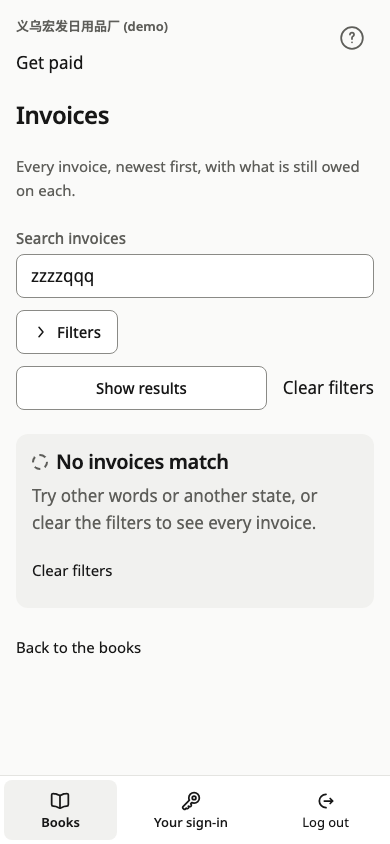 义乌宏发日用品厂 (demo)
Get paid
Invoices
Every invoice, newest first, with what is still owed
on each.
Search invoices
zzzzqqq
Filters
Show results
Clear filters
No invoices match
Try other words or another state, or
clear the filters to see every invoice.
Clear filters
Back to the books
Books
Your sign-in
Log out